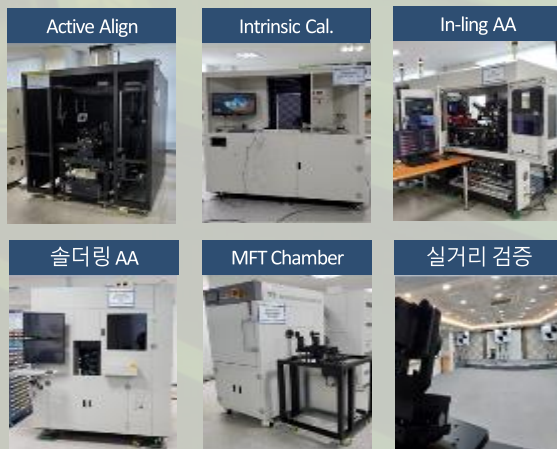 Active Align
Intrinsic Cal.
In-ling AA
솔더링 AA
MFT Chamber
실거리 검증